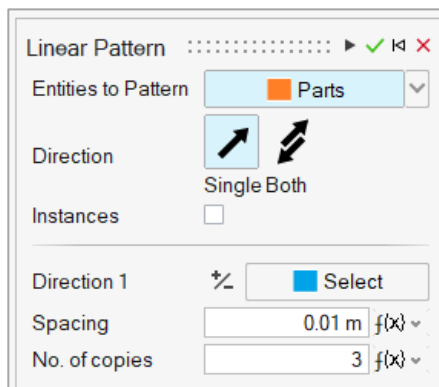 Linear Pattern
Entities to Pattern Parts
Direction
Single Both
Instances
Direction 1 +/- Select
Spacing 0.01 m f(x)
No. of copies 3 f(x)